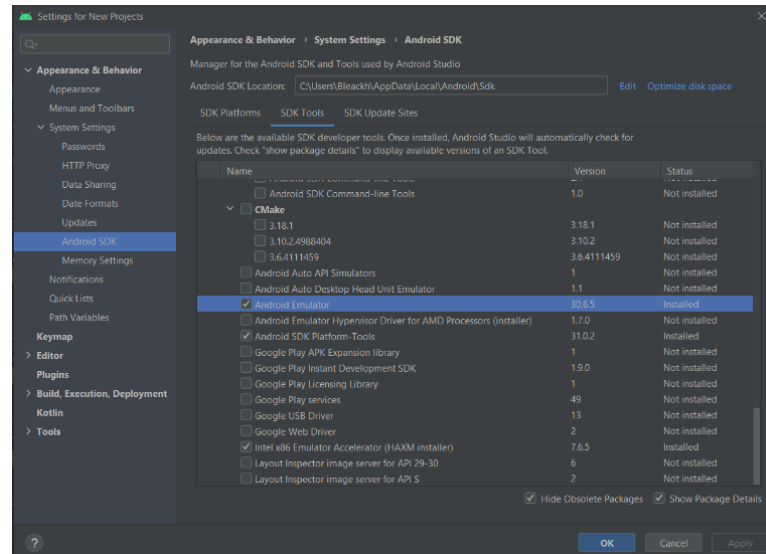 Settings for New Projects
Appearance & Behavior › System Settings › Android SDK
Manager for the Android SDK and Tools used by Android Studio
Android SDK Location: C:\Users\Bleackh\AppData\Local\Android\Sdk Edit Optimize disk space
SDK Platforms SDK Tools SDK Update Sites
Below are the available SDK developer tools. Once installed, Android Studio will automatically check for
updates. Check "show package details" to display available versions of an SDK Tool.
Appearance & Behavior
Appearance
Menus and Toolbars
System Settings
Passwords
HTTP Proxy
Data Sharing
Date Formats
Updates
Android SDK
Memory Settings
Notifications
Quick Lists
Path Variables
Keymap
Editor
Plugins
Build, Execution, Deployment
Kotlin
Tools
Name Version Status
Android SDK Command-line Tools 1.0 Not installed
CMake
3.18.1 3.18.1 Not installed
3.10.2.4988404 3.10.2 Not installed
3.6.4111459 3.6.4111459 Not installed
Android Auto API Simulators 1 Not installed
Android Auto Desktop Head Unit Emulator 1.1 Not installed
Android Emulator 30.6.5 Installed
Android Emulator Hypervisor Driver for AMD Processors (installer) 1.7.0 Not installed
Android SDK Platform-Tools 31.0.2 Installed
Google Play APK Expansion library 1 Not installed
Google Play Instant Development SDK 1.9.0 Not installed
Google Play Licensing Library 1 Not installed
Google Play services 49 Not installed
Google USB Driver 13 Not installed
Google Web Driver 2 Not installed
Intel x86 Emulator Accelerator (HAXM installer) 7.6.5 Installed
Layout Inspector image server for API 29-30 6 Not installed
Layout Inspector image server for API S 2 Not installed
Hide Obsolete Packages Show Package Details
? OK Cancel Apply